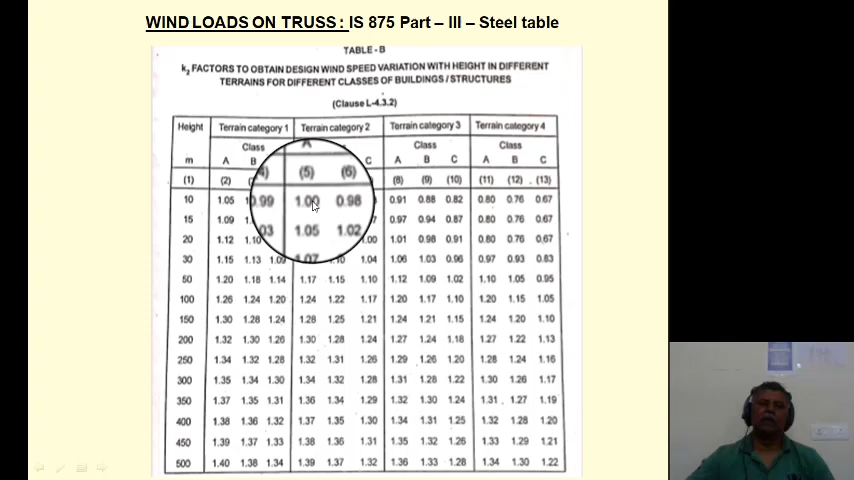 WIND LOADS ON TRUSS : IS 875 Part – III – Steel table
TABLE - B
k2 FACTORS TO OBTAIN DESIGN WIND SPEED VARIATION WITH HEIGHT IN DIFFERENT
TERRAINS FOR DIFFERENT CLASSES OF BUILDINGS / STRUCTURES
(Clause L-4.3.2)
Height Terrain category 1 Terrain category 2 Terrain category 3 Terrain category 4
Class Class Class
m A B A C A B C A B C
(1) (2) (5) (6) (8) (9) (10) (11) (12) (13)
10 1.05 0.99 1.00 0.98 0.91 0.88 0.82 0.80 0.76 0.67
15 1.09 1.05 1.02 0.97 0.94 0.87 0.80 0.76 0.67
20 1.12 1.10 1.00 1.01 0.98 0.91 0.80 0.76 0.67
30 1.15 1.13 1.09 1.07 1.10 1.04 1.06 1.03 0.96 0.97 0.93 0.83
50 1.20 1.18 1.14 1.17 1.15 1.10 1.12 1.09 1.02 1.10 1.05 0.95
100 1.26 1.24 1.20 1.24 1.22 1.17 1.20 1.17 1.10 1.20 1.15 1.05
150 1.30 1.28 1.24 1.28 1.25 1.21 1.24 1.21 1.15 1.24 1.20 1.10
200 1.32 1.30 1.26 1.30 1.28 1.24 1.27 1.24 1.18 1.27 1.22 1.13
250 1.34 1.32 1.28 1.32 1.31 1.26 1.29 1.26 1.20 1.28 1.24 1.16
300 1.35 1.34 1.30 1.34 1.32 1.28 1.31 1.28 1.22 1.30 1.26 1.17
350 1.37 1.35 1.31 1.36 1.34 1.29 1.32 1.30 1.24 1.31 1.27 1.19
400 1.38 1.36 1.32 1.37 1.35 1.30 1.34 1.31 1.25 1.32 1.28 1.20
450 1.39 1.37 1.33 1.38 1.36 1.31 1.35 1.32 1.26 1.33 1.29 1.21
500 1.40 1.38 1.34 1.39 1.37 1.32 1.36 1.33 1.28 1.34 1.30 1.22